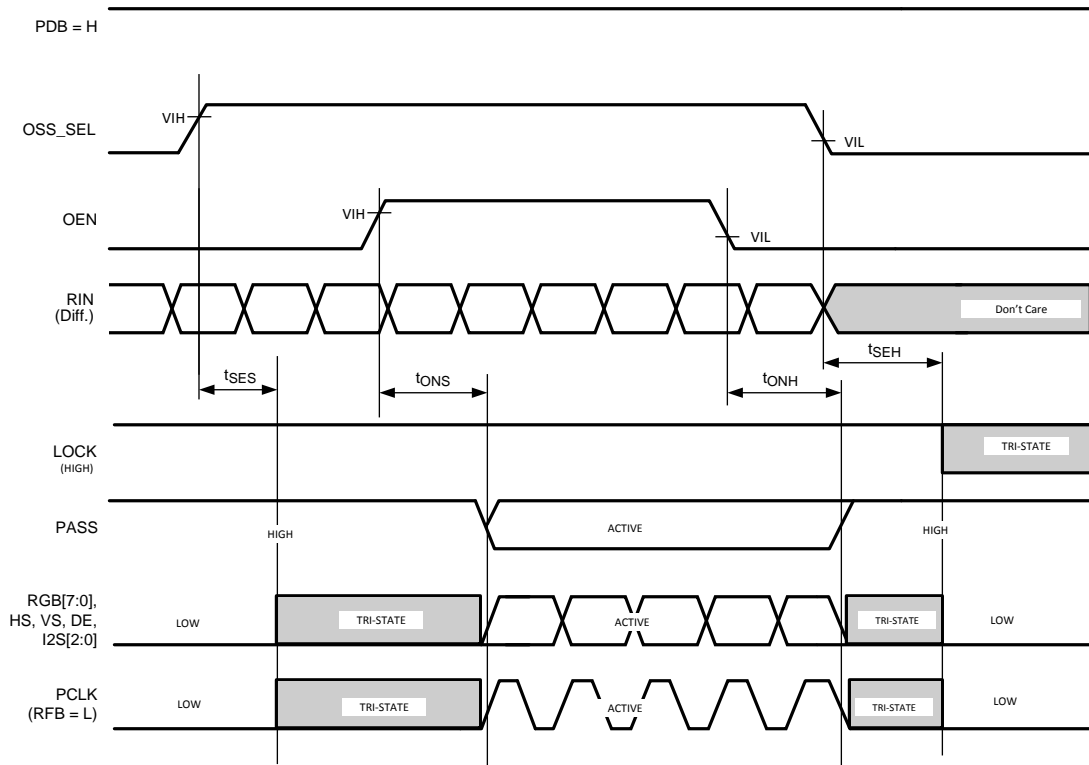 PDB = H
OSS_SEL
VIH
VIL
OEN
VIH
VIL
RIN
(Diff.)
Don't Care
tSES
tONS
tONH
tSEH
LOCK
(HIGH)
TRI-STATE
PASS
HIGH
ACTIVE
HIGH
RGB[7:0],
HS, VS, DE,
I2S[2:0]
LOW
TRI-STATE
ACTIVE
TRI-STATE
LOW
PCLK
(RFB = L)
LOW
TRI-STATE
ACTIVE
TRI-STATE
LOW